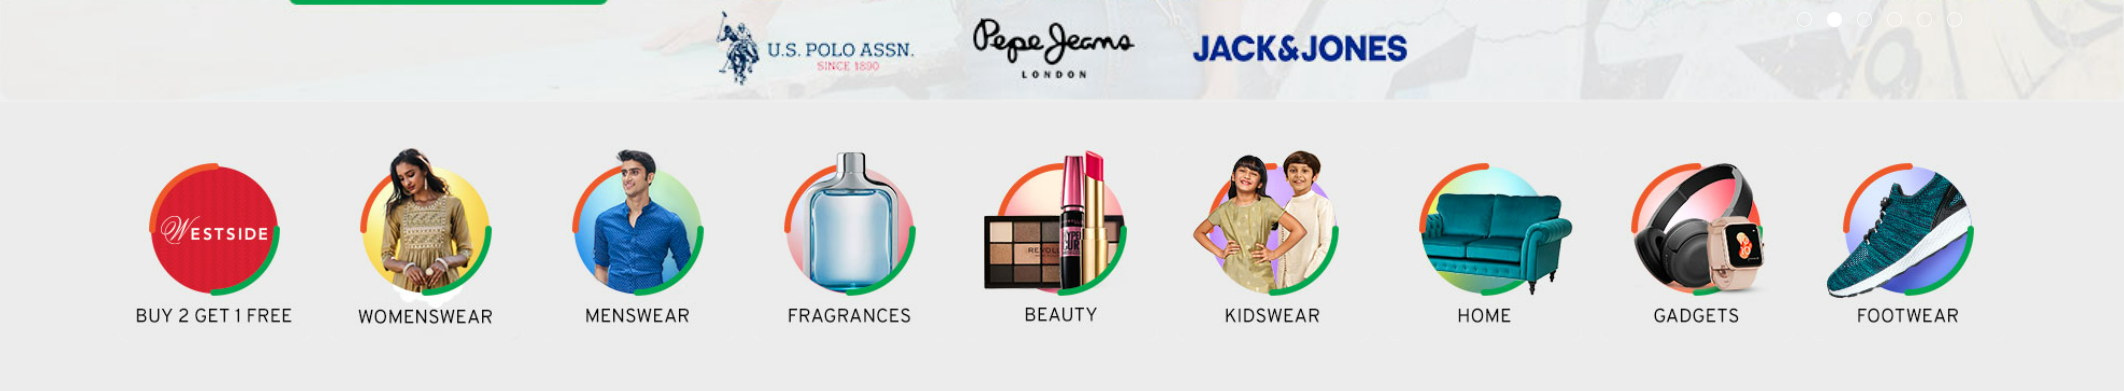 U.S. POLO ASSN.
SINCE 1890
Pepe Jeans
LONDON
JACK&JONES
WESTSIDE
REVOL
BUY 2 GET 1 FREE
WOMENSWEAR
MENSWEAR
FRAGRANCES
BEAUTY
KIDSWEAR
HOME
GADGETS
FOOTWEAR